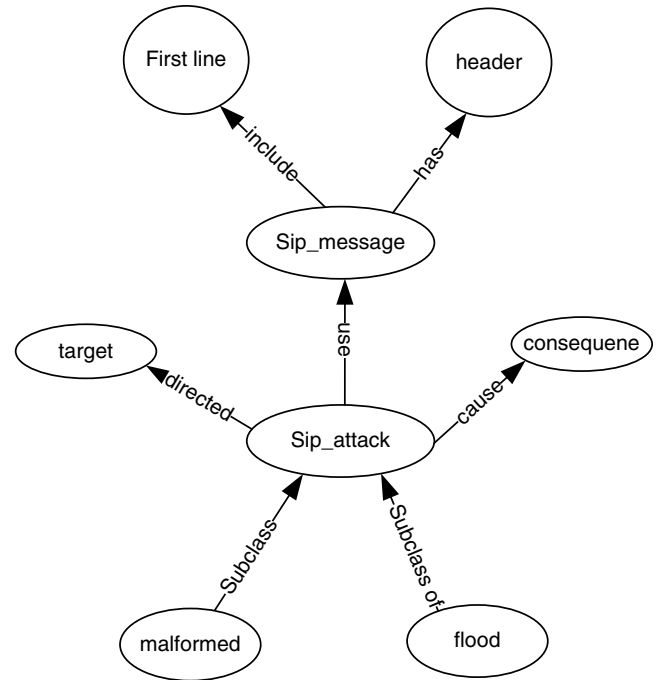 First line
header
include
has
Sip_message
use
target
consequene
directed
cause
Sip_attack
Subclass
Subclass of
malformed
flood